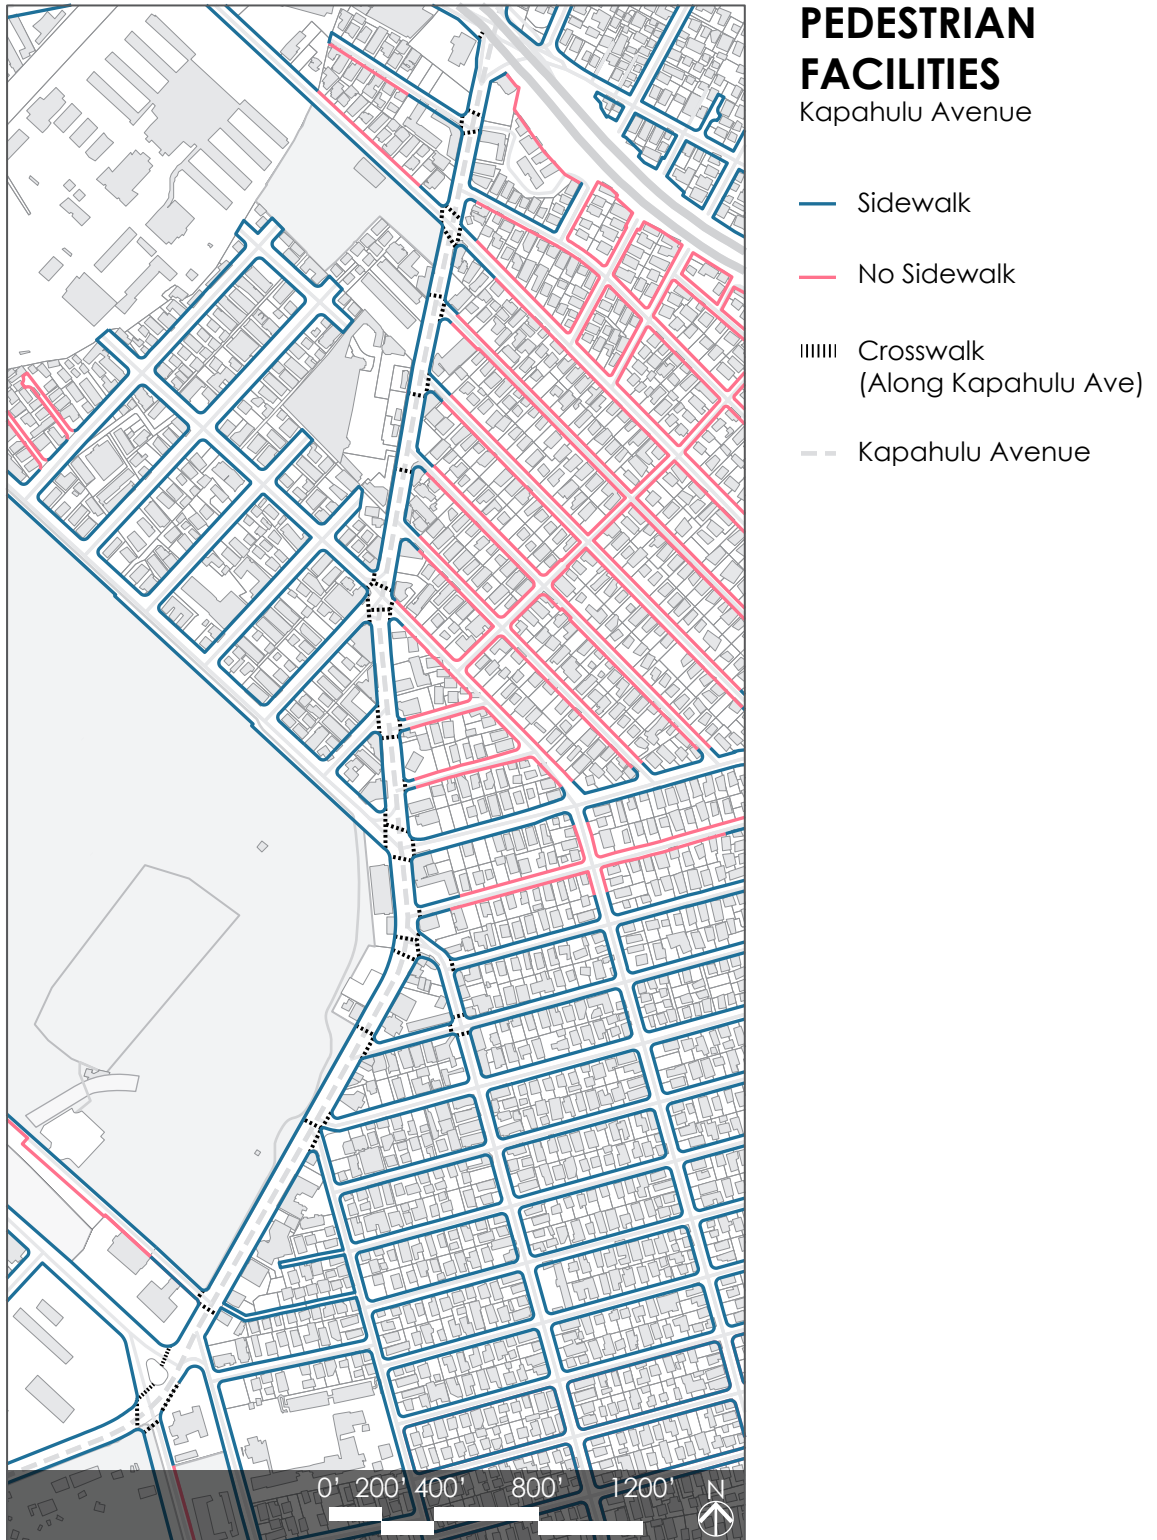 PEDESTRIAN
FACILITIES
Kapahulu Avenue
Sidewalk
No Sidewalk
Crosswalk
(Along Kapahulu Ave)
Kapahulu Avenue
0' 200' 400' 800' 1200' N